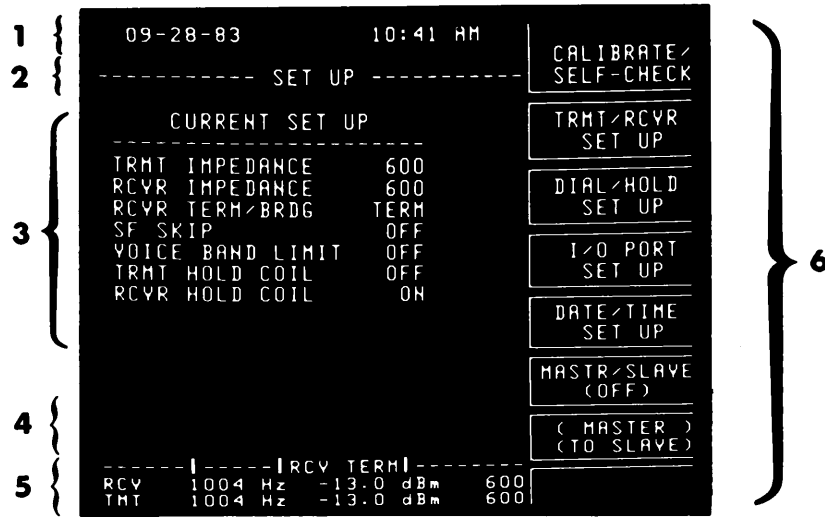 1
09-28-83 10:41 AM
2
----------- SET UP -----------
3
CURRENT SET UP
TRMT IMPEDANCE 600
RCVR IMPEDANCE 600
RCVR TERM/BRDG TERM
SF SKIP OFF
VOICE BAND LIMIT OFF
TRMT HOLD COIL OFF
RCVR HOLD COIL ON
4
5
------|-----|RCV TERM|--------
RCV 1004 Hz -13.0 dBm 600
TMT 1004 Hz -13.0 dBm 600
CALIBRATE/
SELF-CHECK
TRMT/RCVR
SET UP
DIAL/HOLD
SET UP
I/O PORT
SET UP
DATE/TIME
SET UP
MASTR/SLAVE
(OFF)
( MASTER )
(TO SLAVE)
6